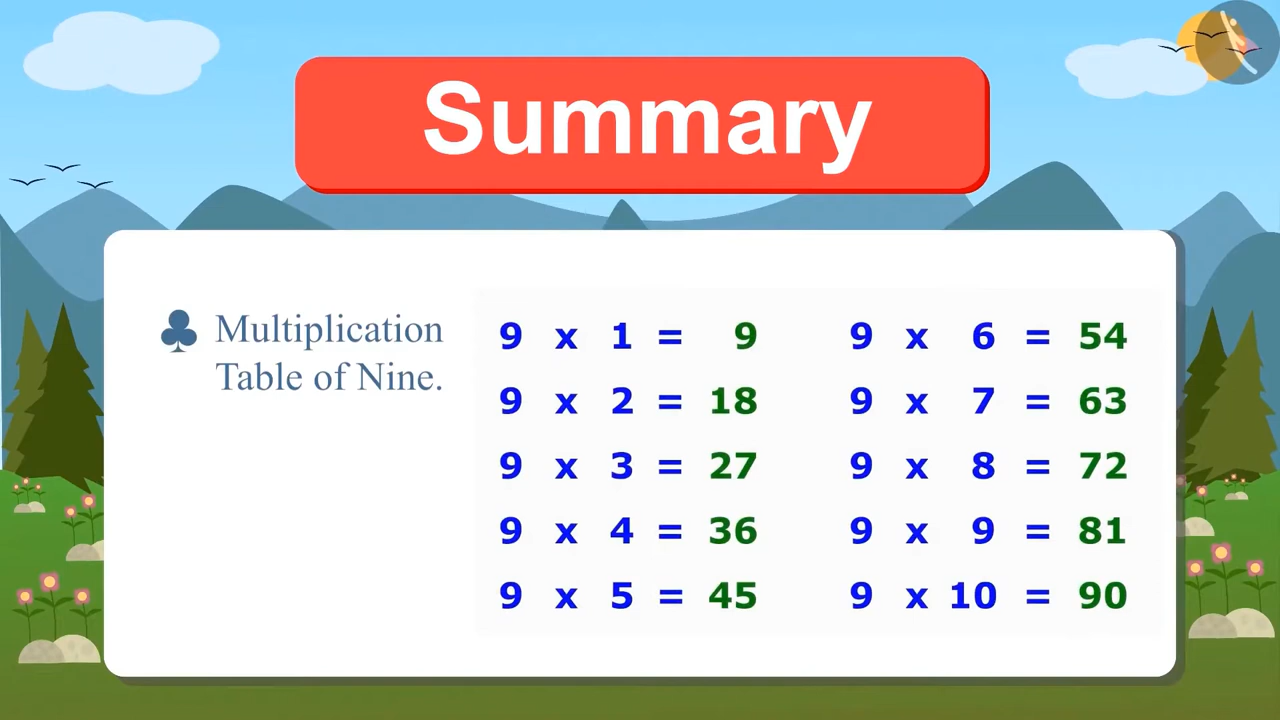 Summary
♣ Multiplication
Table of Nine.
9 x 1 = 9
9 x 2 = 18
9 x 3 = 27
9 x 4 = 36
9 x 5 = 45
9 x 6 = 54
9 x 7 = 63
9 x 8 = 72
9 x 9 = 81
9 x 10 = 90